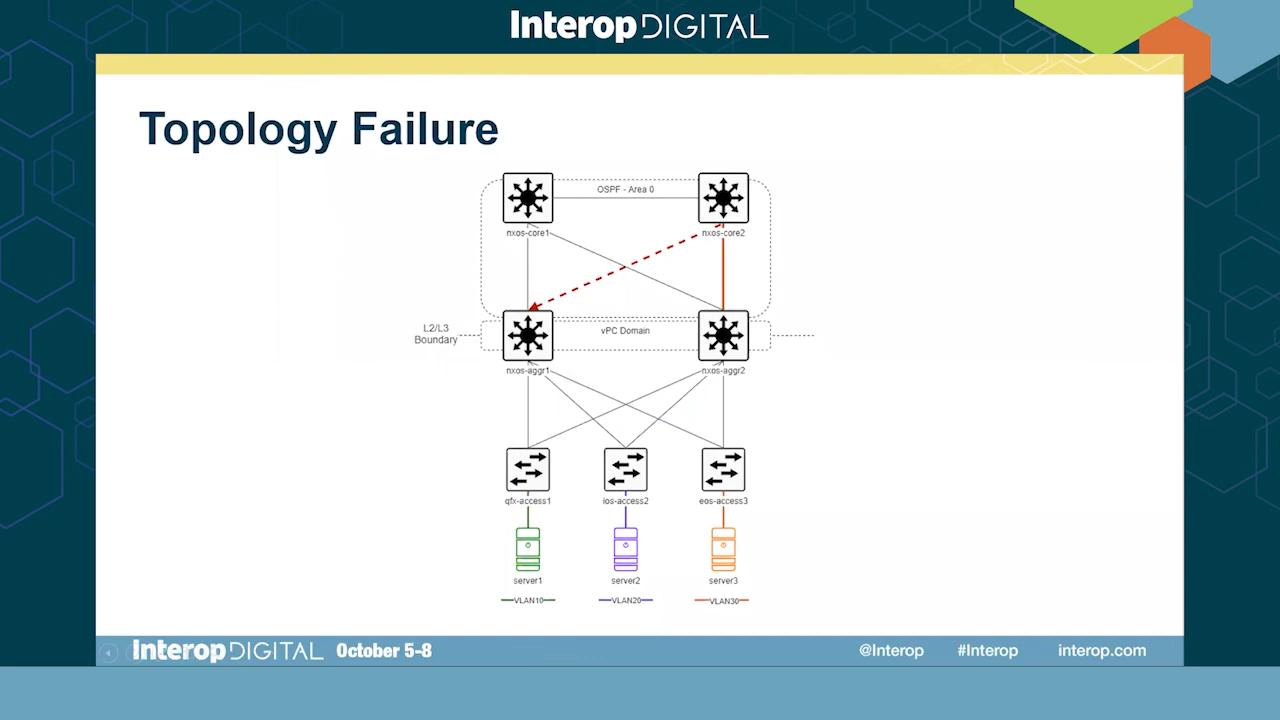 Interop DIGITAL
Topology Failure
OSPF - Area 0
nxos-core1
nxos-core2
L2/L3
Boundary
vPC Domain
nxos-aggr1
nxos-aggr2
qfx-access1
ios-access2
eos-access3
server1
server2
server3
VLAN10
VLAN20
VLAN30
Interop DIGITAL October 5-8
@Interop #Interop interop.com